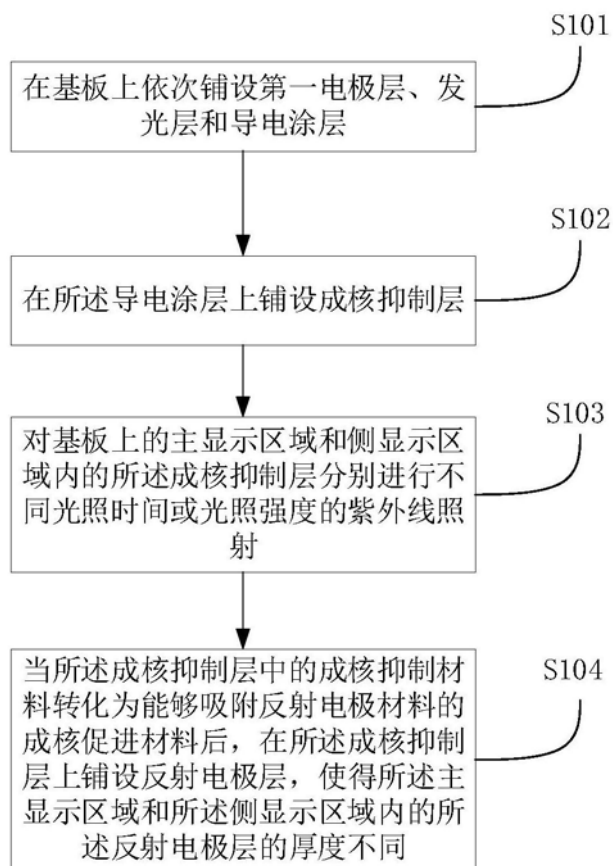 S101
在基板上依次铺设第一电极层、发
光层和导电涂层
S102
在所述导电涂层上铺设成核抑制层
S103
对基板上的主显示区域和侧显示区
域内的所述成核抑制层分别进行不
同光照时间或光照强度的紫外线照
射
S104
当所述成核抑制层中的成核抑制材
料转化为能够吸附反射电极材料的
成核促进材料后，在所述成核抑制
层上铺设反射电极层，使得所述主
显示区域和所述侧显示区域内的所
述反射电极层的厚度不同